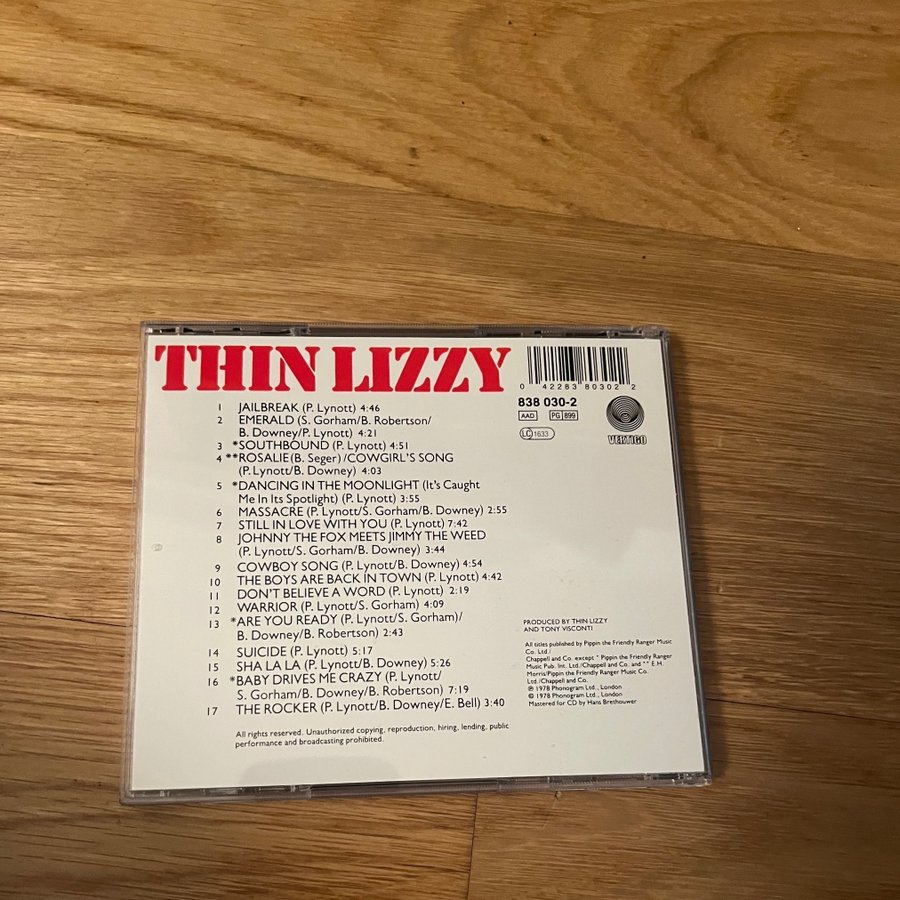 THIN LIZZY
0 42283 80302 2
838 030-2
AAD PG 899
LC 1633
VERTIGO
1 JAILBREAK (P. Lynott) 4:46
2 EMERALD (S. Gorham/B. Robertson/
B. Downey/P. Lynott) 4:21
3 *SOUTHBOUND (P. Lynott) 4:51
4 **ROSALIE (B. Seger) /COWGIRL'S SONG
(P. Lynott/B. Downey) 4:03
5 *DANCING IN THE MOONLIGHT (It's Caught
Me In Its Spotlight) (P. Lynott) 3:55
6 MASSACRE (P. Lynott/S. Gorham/B. Downey) 2:55
7 STILL IN LOVE WITH YOU (P. Lynott) 7:42
8 JOHNNY THE FOX MEETS JIMMY THE WEED
(P. Lynott/S. Gorham/B. Downey) 3:44
9 COWBOY SONG (P. Lynott/B. Downey) 4:54
10 THE BOYS ARE BACK IN TOWN (P. Lynott) 4:42
11 DON'T BELIEVE A WORD (P. Lynott) 2:19
12 WARRIOR (P. Lynott/S. Gorham) 4:09
13 *ARE YOU READY (P. Lynott/S. Gorham)/
B. Downey/B. Robertson) 2:43
14 SUICIDE (P. Lynott) 5:17
15 SHA LA LA (P. Lynott/B. Downey) 5:26
16 *BABY DRIVES ME CRAZY (P. Lynott/
S. Gorham/B. Downey/B. Robertson) 7:19
17 THE ROCKER (P. Lynott/B. Downey/E. Bell) 3:40
All rights reserved. Unauthorized copying, reproduction, hiring, lending, public
performance and broadcasting prohibited.
PRODUCED BY THIN LIZZY
AND TONY VISCONTI
All titles published by Pippin the Friendly Ranger Music
Co. Ltd./
Chappell and Co. except * Pippin the Friendly Ranger
Music Pub. Int. Ltd./Chappell and Co. and ** E.H.
Morris/Pippin the Friendly Ranger Music Co.
Ltd./Chappell and Co.
℗ 1978 Phonogram Ltd., London
© 1978 Phonogram Ltd., London
Mastered for CD by Hans Brethouwer